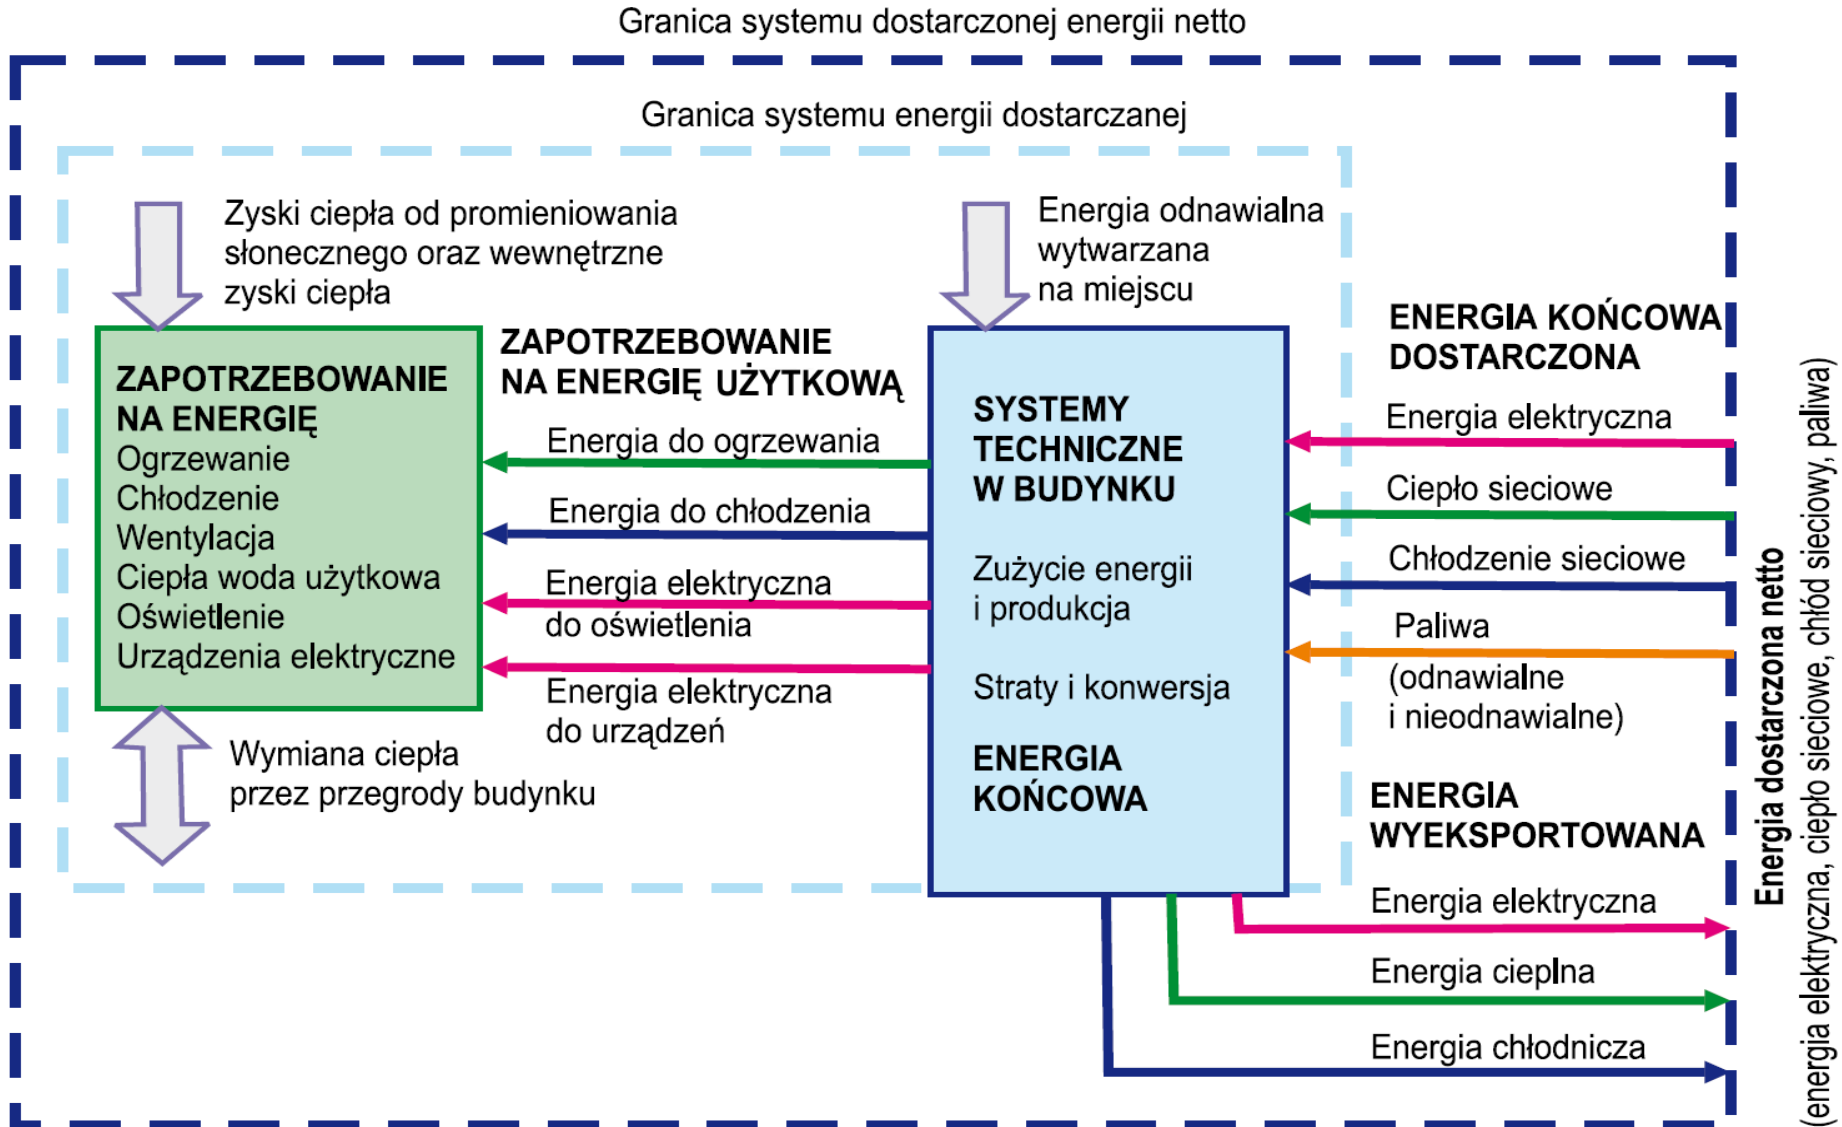 Granica systemu dostarczonej energii netto
Granica systemu energii dostarczanej
Zyski ciepła od promieniowania
słonecznego oraz wewnętrzne
zyski ciepła
Energia odnawialna
wytwarzana
na miejscu
ZAPOTRZEBOWANIE
NA ENERGIĘ
Ogrzewanie
Chłodzenie
Wentylacja
Ciepła woda użytkowa
Oświetlenie
Urządzenia elektryczne
ZAPOTRZEBOWANIE
NA ENERGIĘ UŻYTKOWĄ
Energia do ogrzewania
Energia do chłodzenia
Energia elektryczna
do oświetlenia
Energia elektryczna
do urządzeń
Wymiana ciepła
przez przegrody budynku
SYSTEMY
TECHNICZNE
W BUDYNKU
Zużycie energii
i produkcja
Straty i konwersja
ENERGIA
KOŃCOWA
ENERGIA KOŃCOWA
DOSTARCZONA
Energia elektryczna
Ciepło sieciowe
Chłodzenie sieciowe
Paliwa
(odnawialne
i nieodnawialne)
ENERGIA
WYEKSPORTOWANA
Energia elektryczna
Energia cieplna
Energia chłodnicza
Energia dostarczona netto
(energia elektryczna, ciepło sieciowe, chłód sieciowy, paliwa)